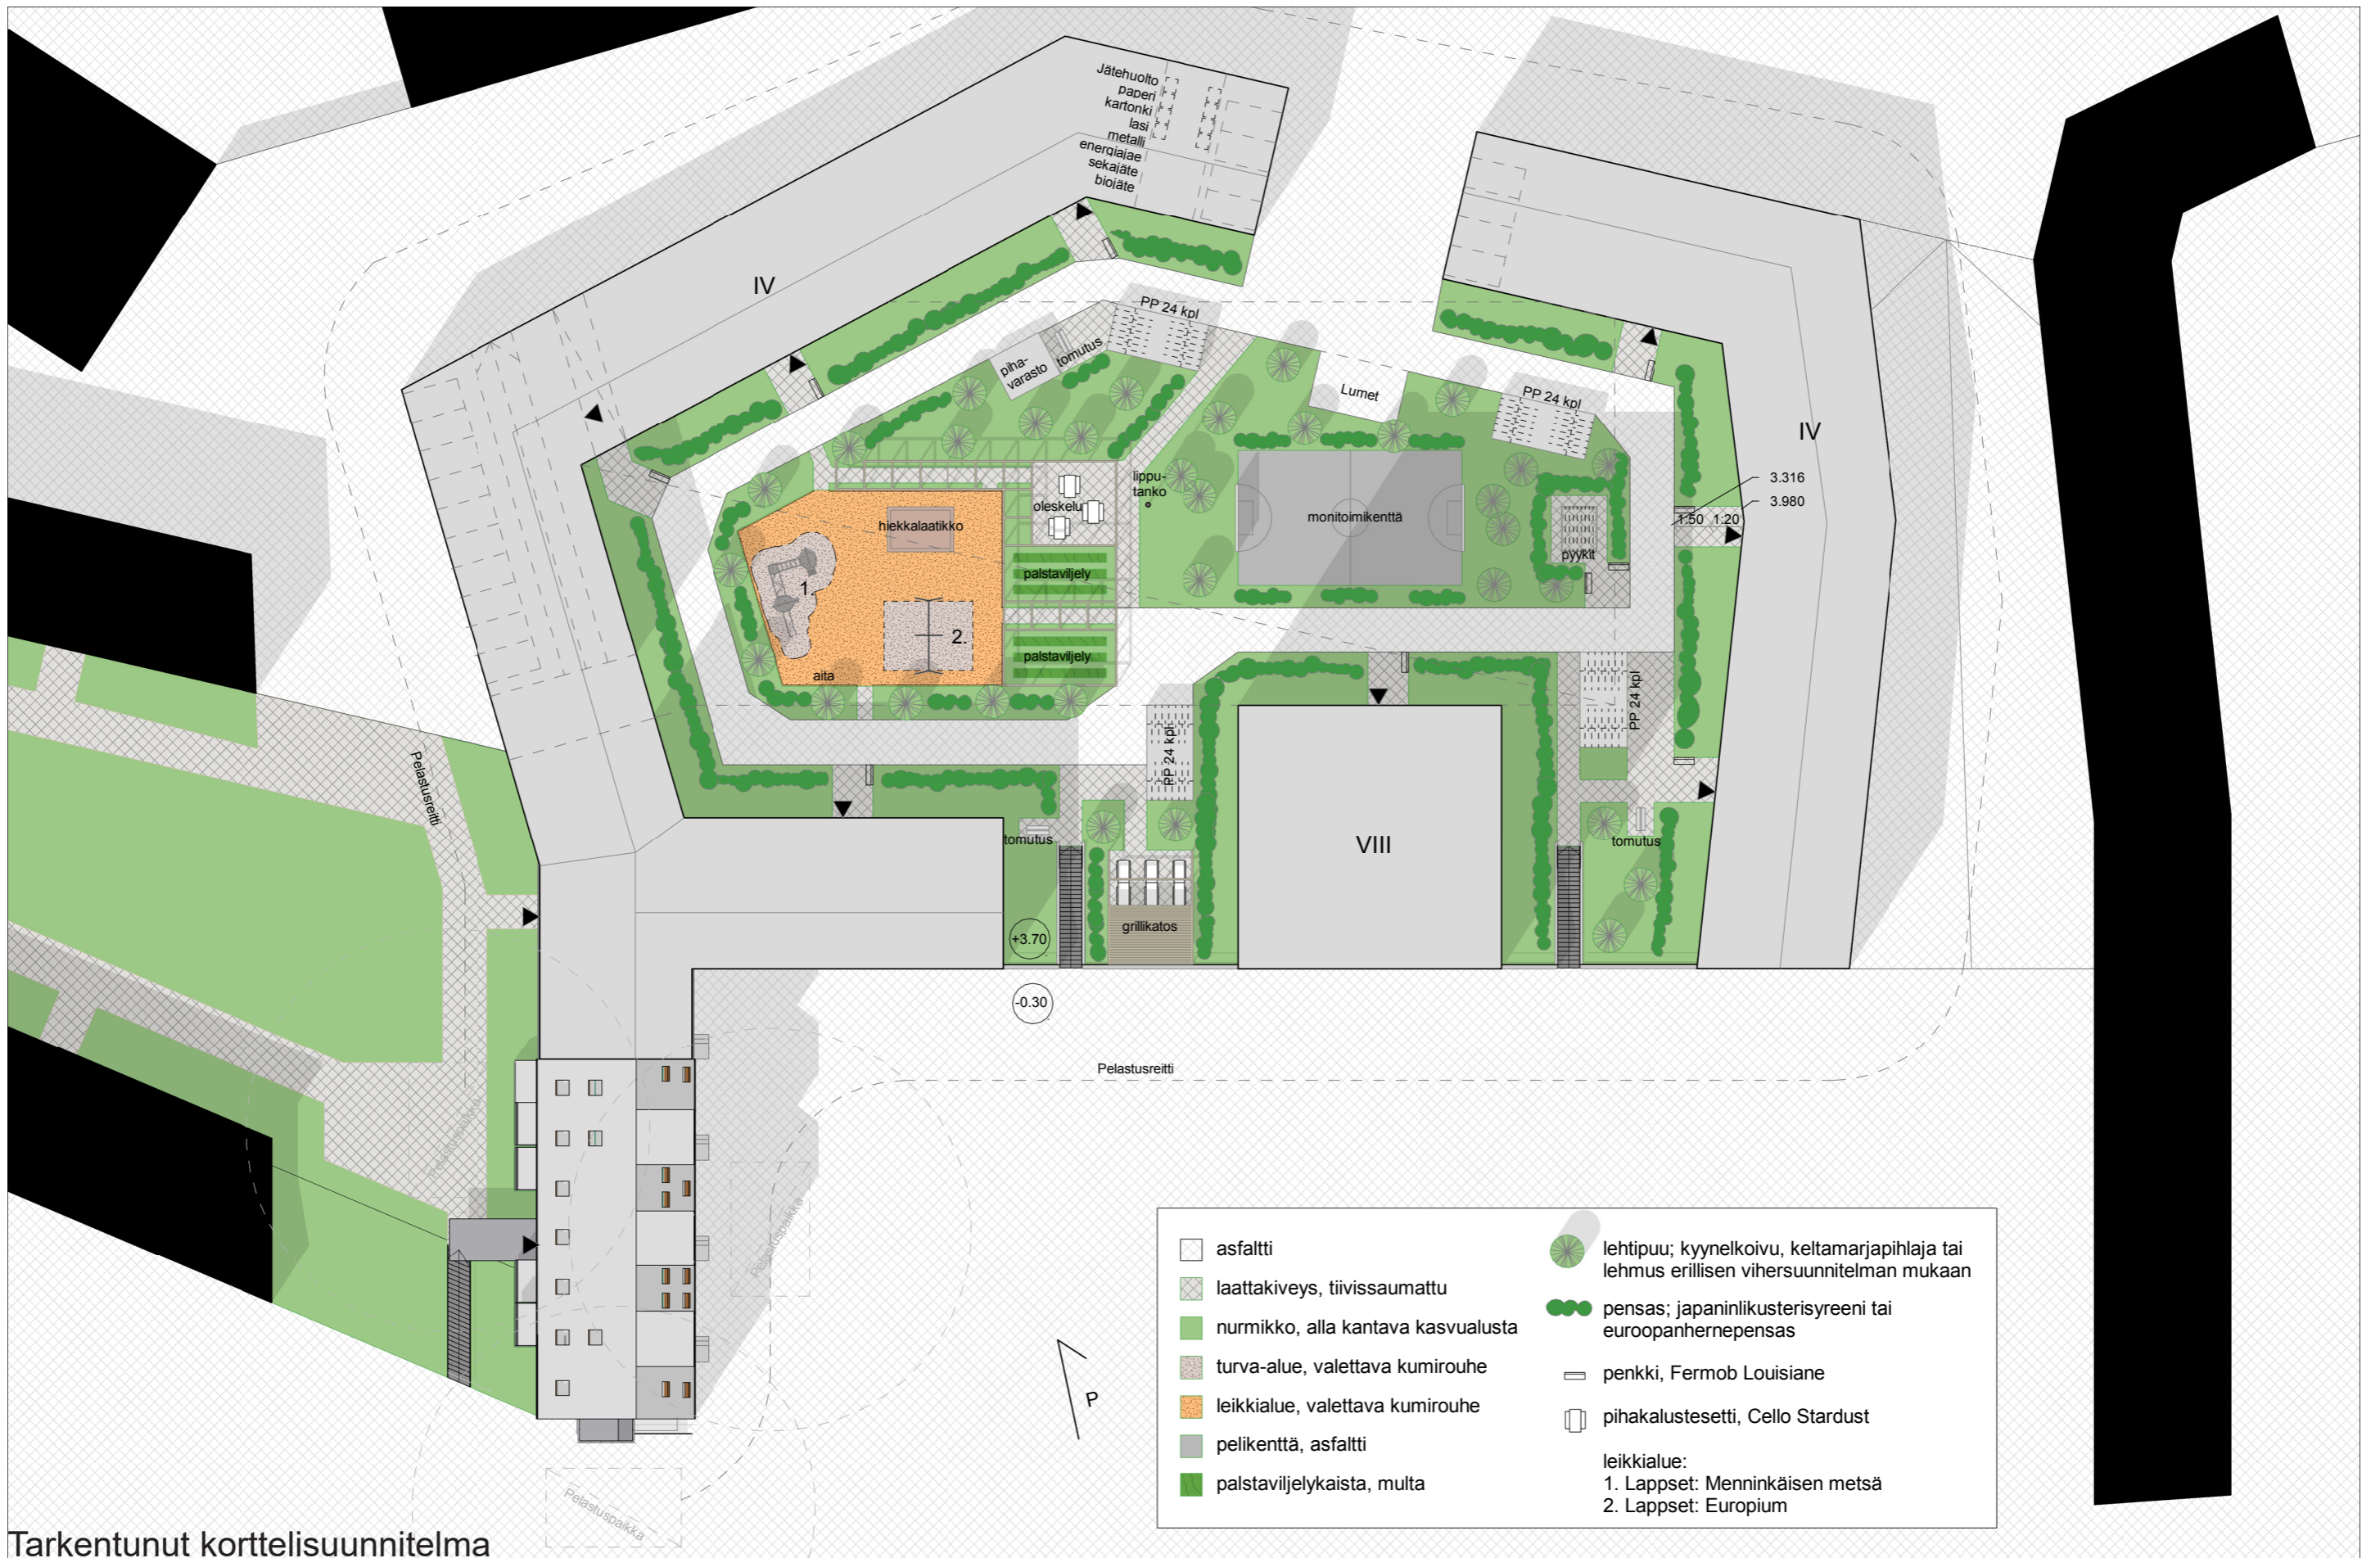 Jätehuolto
paperi
kartonki
lasi
metalli
energiajae
sekajäte
biojäte
IV
PP 24 kpl
piha-
varasto
tomutus
Lumet
PP 24 kpl
IV
lippu-
tanko
oleskelu
hiekkalaatikko
monitoimikenttä
3.316
3.980
1:50
1:20
pyykit
palstaviljely
1.
2.
palstaviljely
aita
PP 24 kpl
PP 24 kpl
Pelastusreitti
tomutus
VIII
tomutus
grillikatos
+3.70
-0.30
Pelastusreitti
Pelastuspaikka
Pelastuspaikka
Pelastuspaikka
P
asfaltti
laattakiveys, tiivissaumattu
nurmikko, alla kantava kasvualusta
turva-alue, valettava kumirouhe
leikkialue, valettava kumirouhe
pelikenttä, asfaltti
palstaviljelykaista, multa
lehtipuu; kyynelkoivu, keltamarjapihlaja tai
lehmus erillisen vihersuunnitelman mukaan
pensas; japaninlikusterisyreeni tai
euroopanhernepensas
penkki, Fermob Louisiane
pihakalustesetti, Cello Stardust
leikkialue:
1. Lappset: Menninkäisen metsä
2. Lappset: Europium
Tarkentunut korttelisuunnitelma